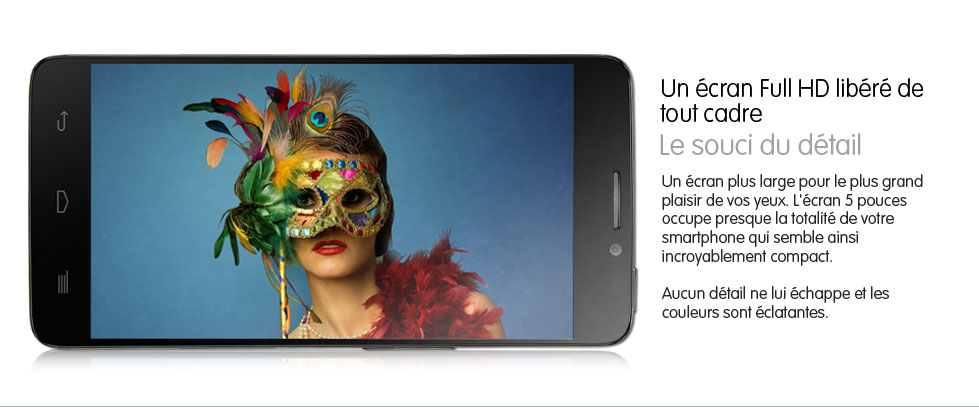 Un écran Full HD libéré de
tout cadre
Le souci du détail
Un écran plus large pour le plus grand
plaisir de vos yeux. L'écran 5 pouces
occupe presque la totalité de votre
smartphone qui semble ainsi
incroyablement compact.
Aucun détail ne lui échappe et les
couleurs sont éclatantes.